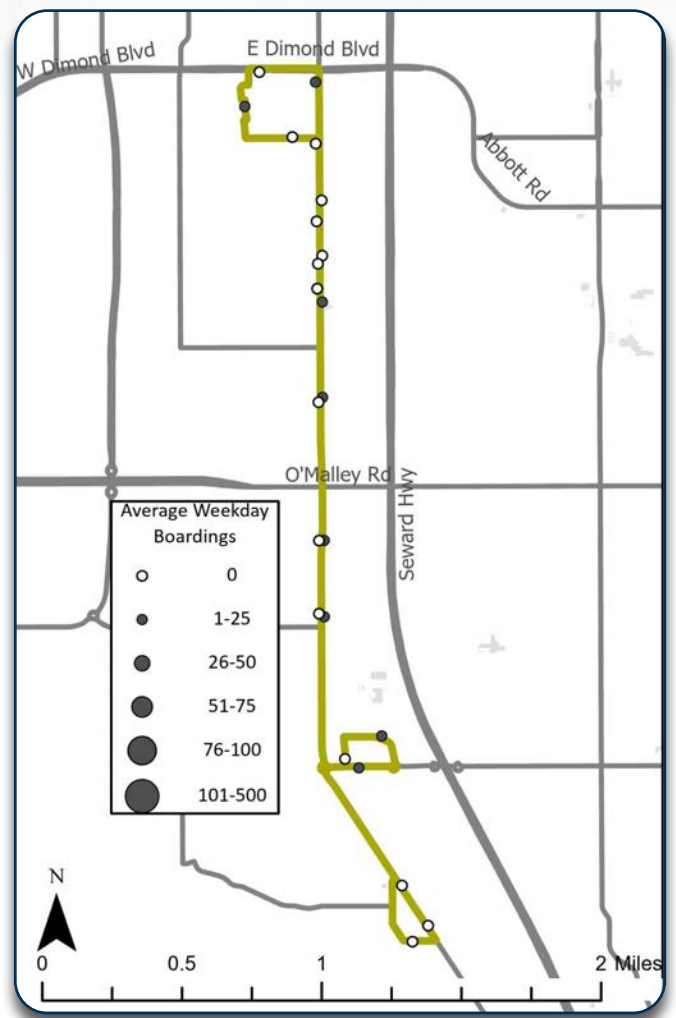 W Dimond Blvd
E Dimond Blvd
Abbott Rd
O'Malley Rd
Seward Hwy
Average Weekday
Boardings
0
1-25
26-50
51-75
76-100
101-500
N
0 0.5 1 2 Miles